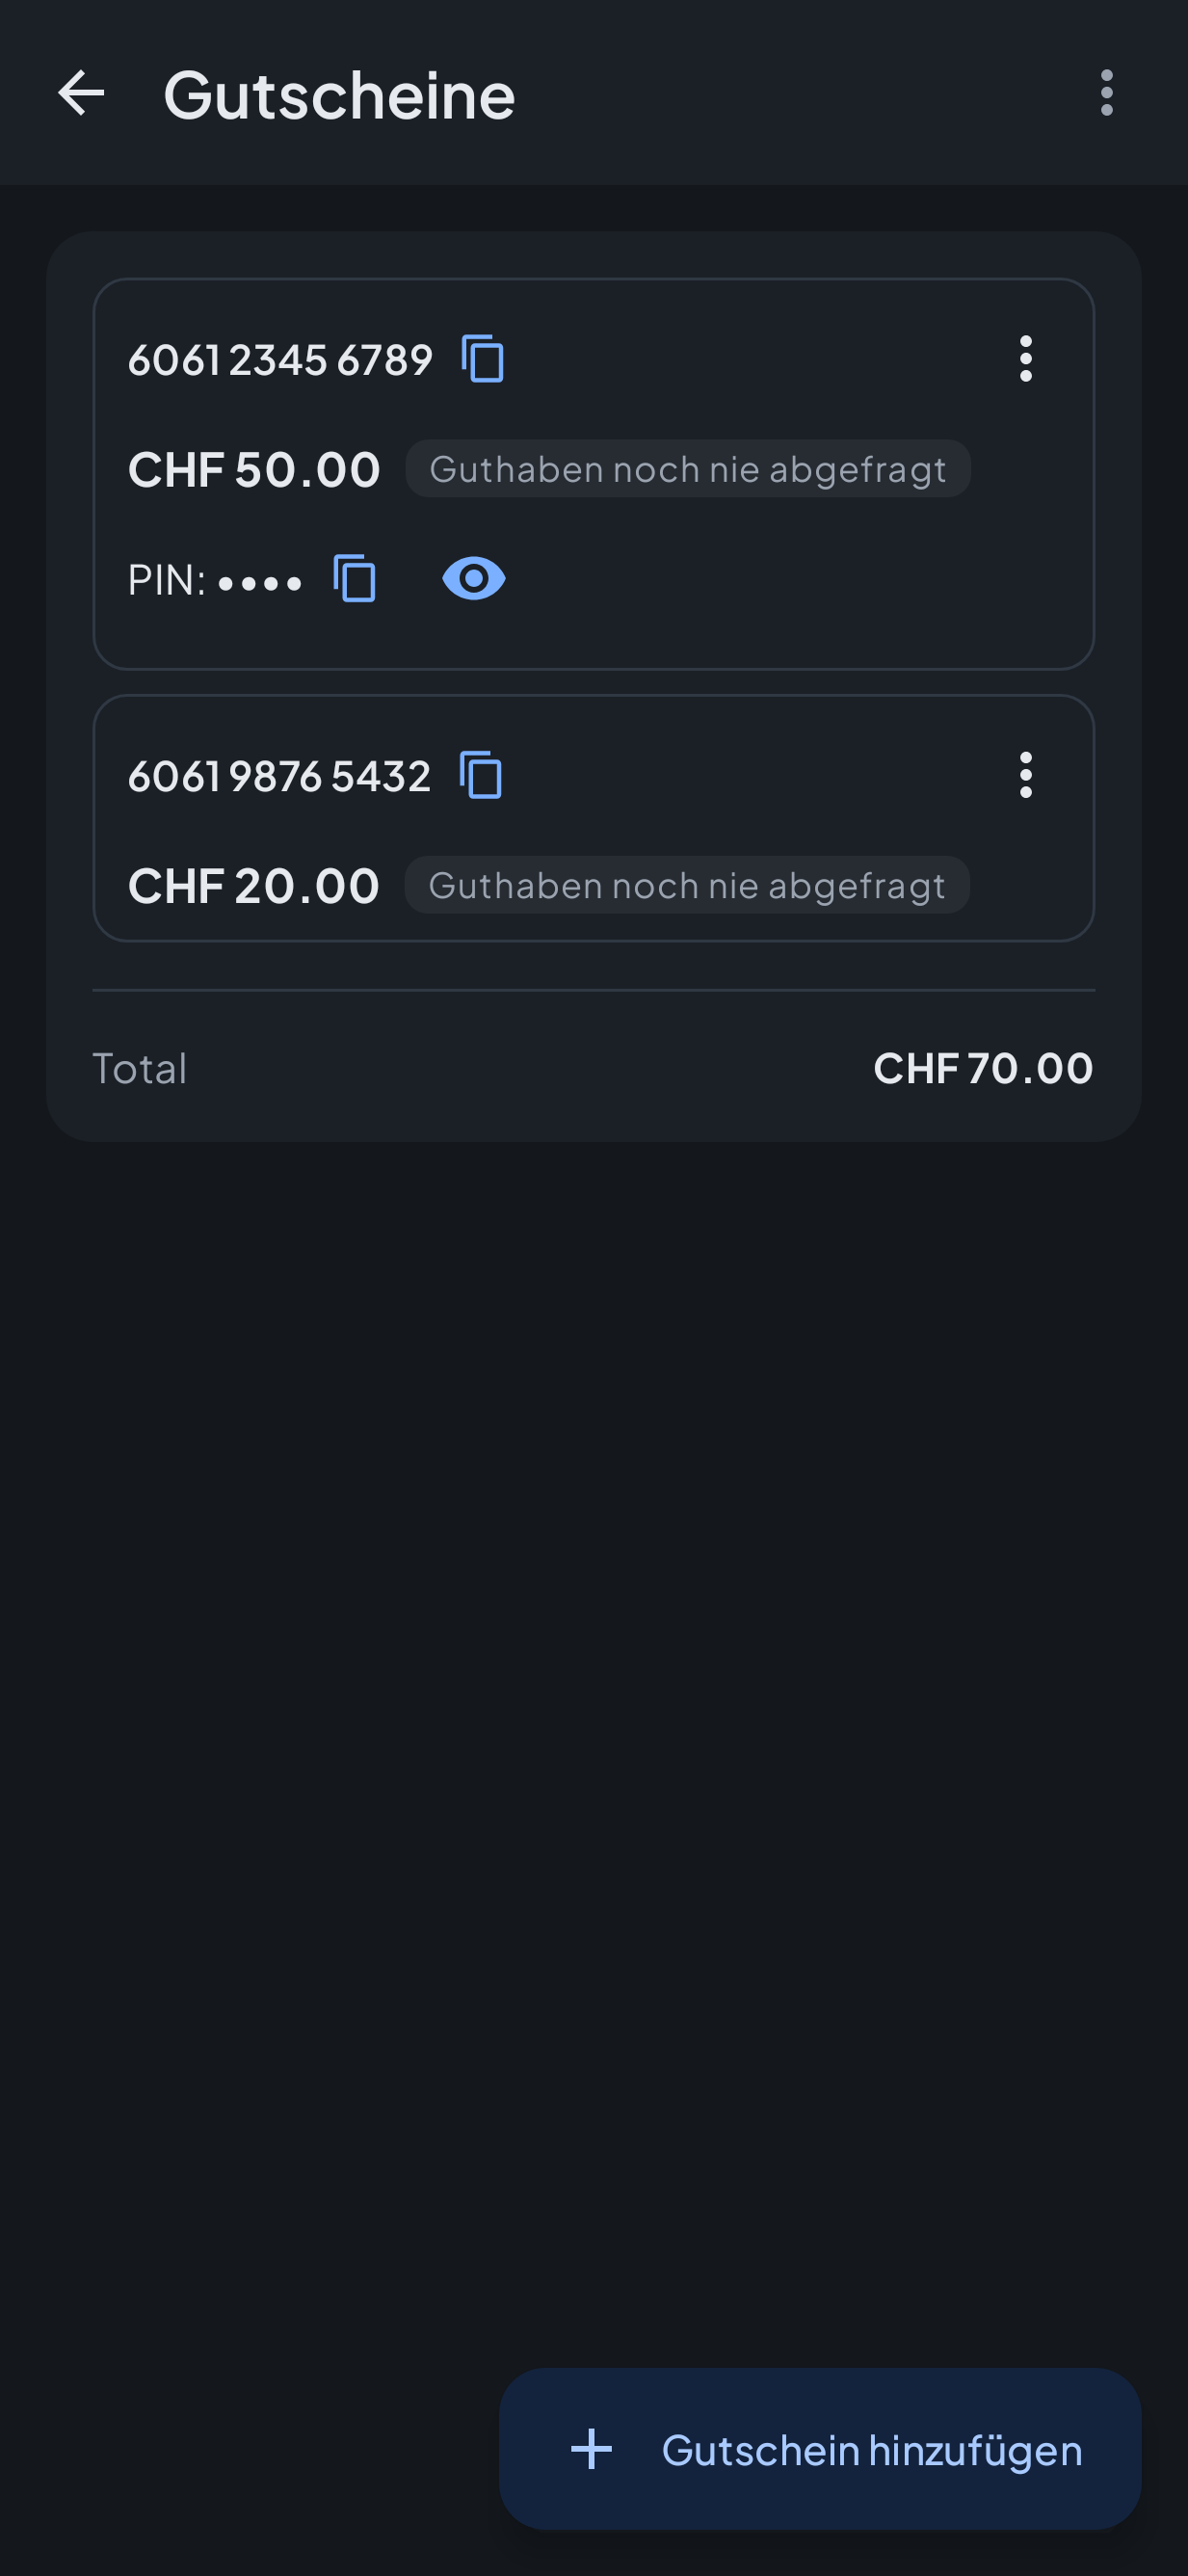 Gutscheine
6061 2345 6789
CHF 50.00 Guthaben noch nie abgefragt
PIN: ••••
6061 9876 5432
CHF 20.00 Guthaben noch nie abgefragt
Total CHF 70.00
Gutschein hinzufügen